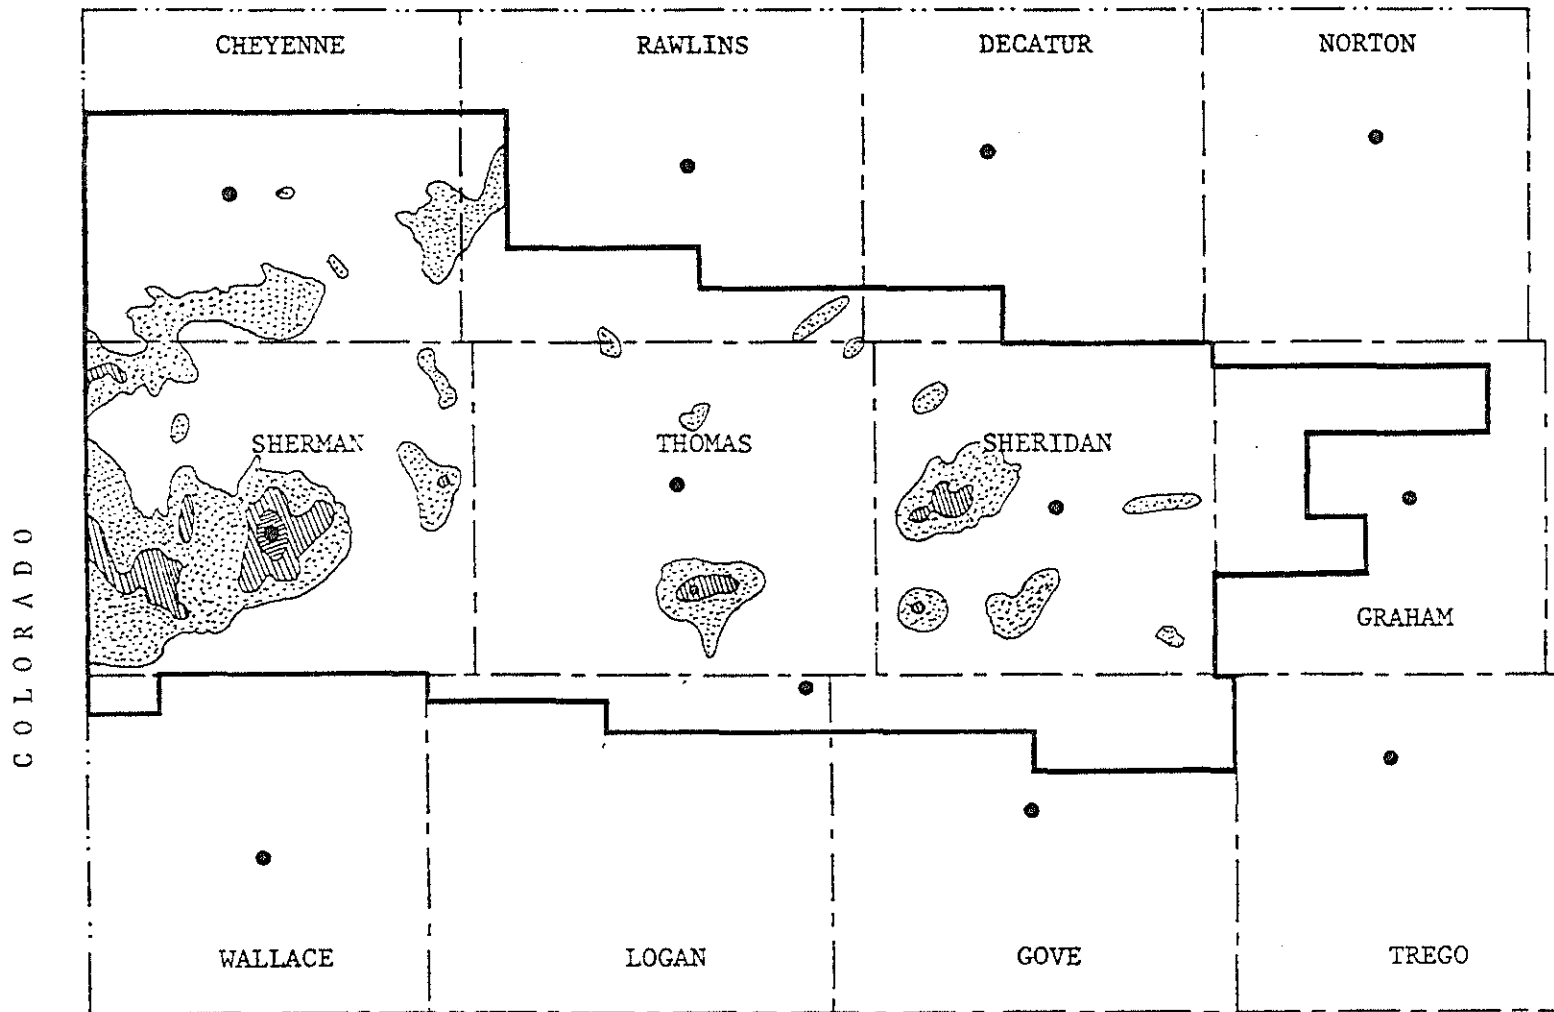 CHEYENNE
RAWLINS
DECATUR
NORTON
SHERMAN
THOMAS
SHERIDAN
GRAHAM
COLORADO
WALLACE
LOGAN
GOVE
TREGO